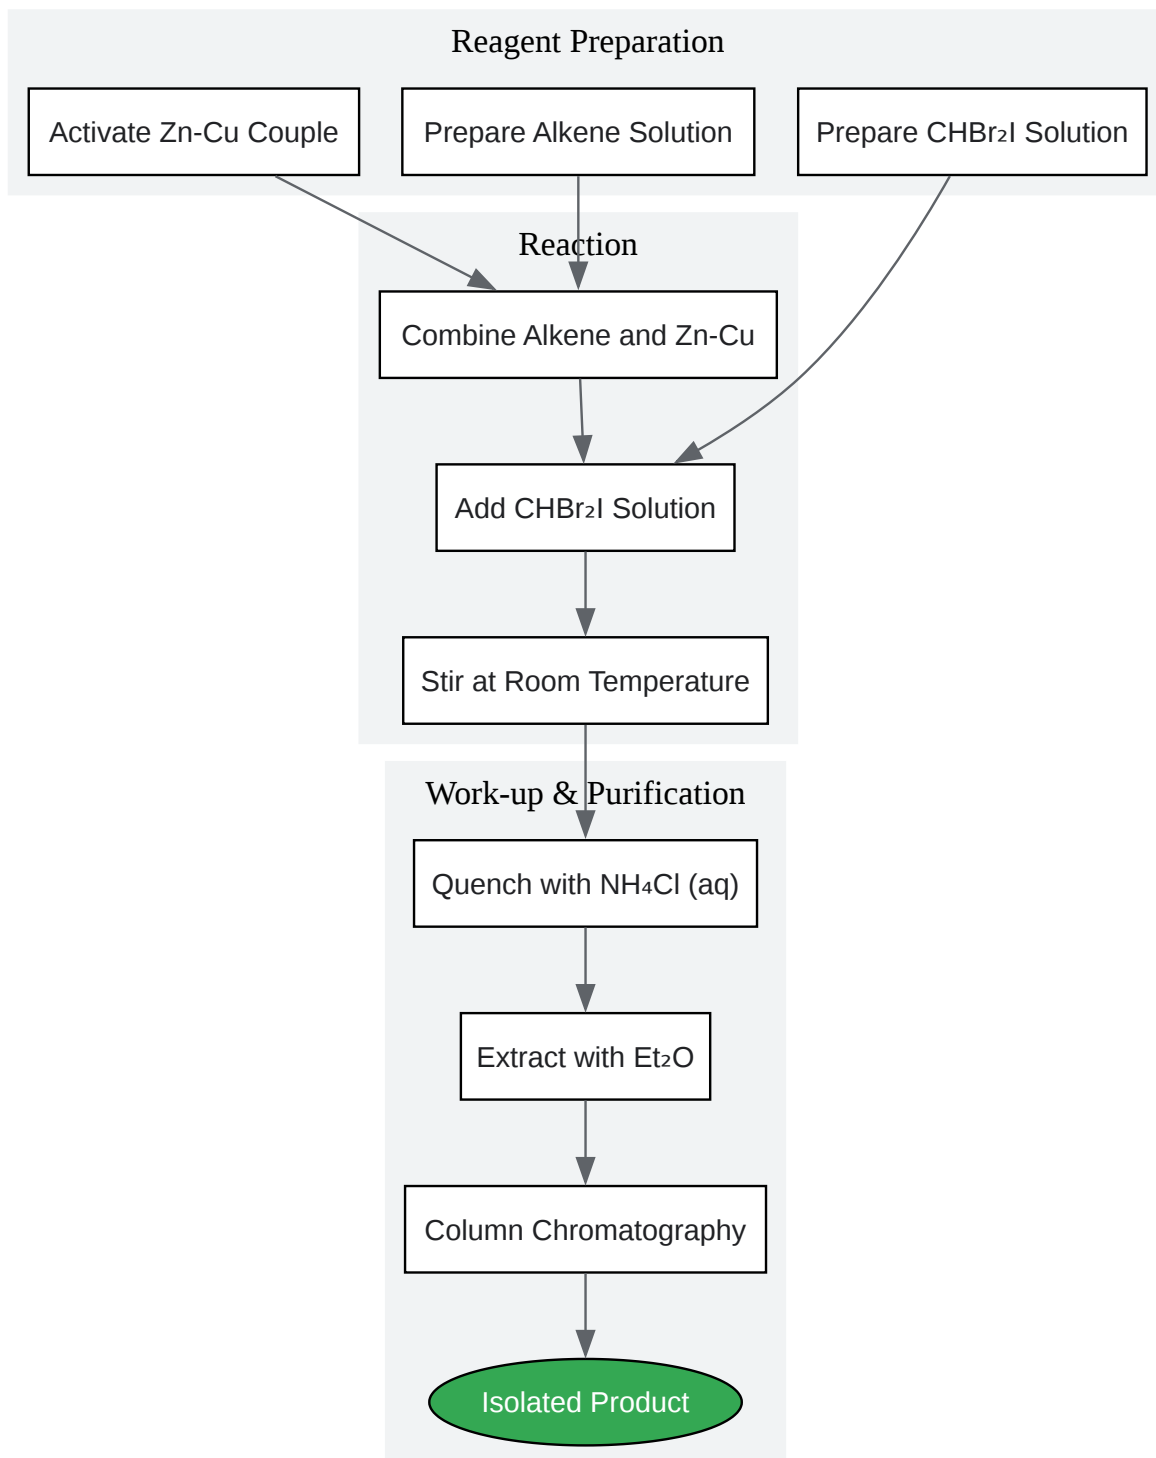 Reagent Preparation
Activate Zn-Cu Couple
Prepare Alkene Solution
Prepare CHBr₂I Solution
Reaction
Combine Alkene and Zn-Cu
Add CHBr₂I Solution
Stir at Room Temperature
Work-up & Purification
Quench with NH₄Cl (aq)
Extract with Et₂O
Column Chromatography
Isolated Product